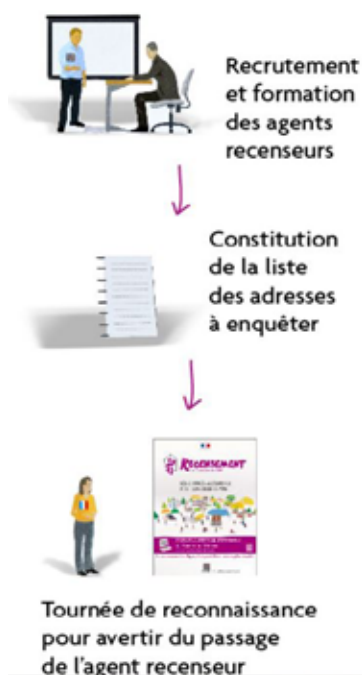 Recrutement
et formation
des agents
recenseurs
Constitution
de la liste
des adresses
à enquêter
Recensement
Tournée de reconnaissance
pour avertir du passage
de l'agent recenseur